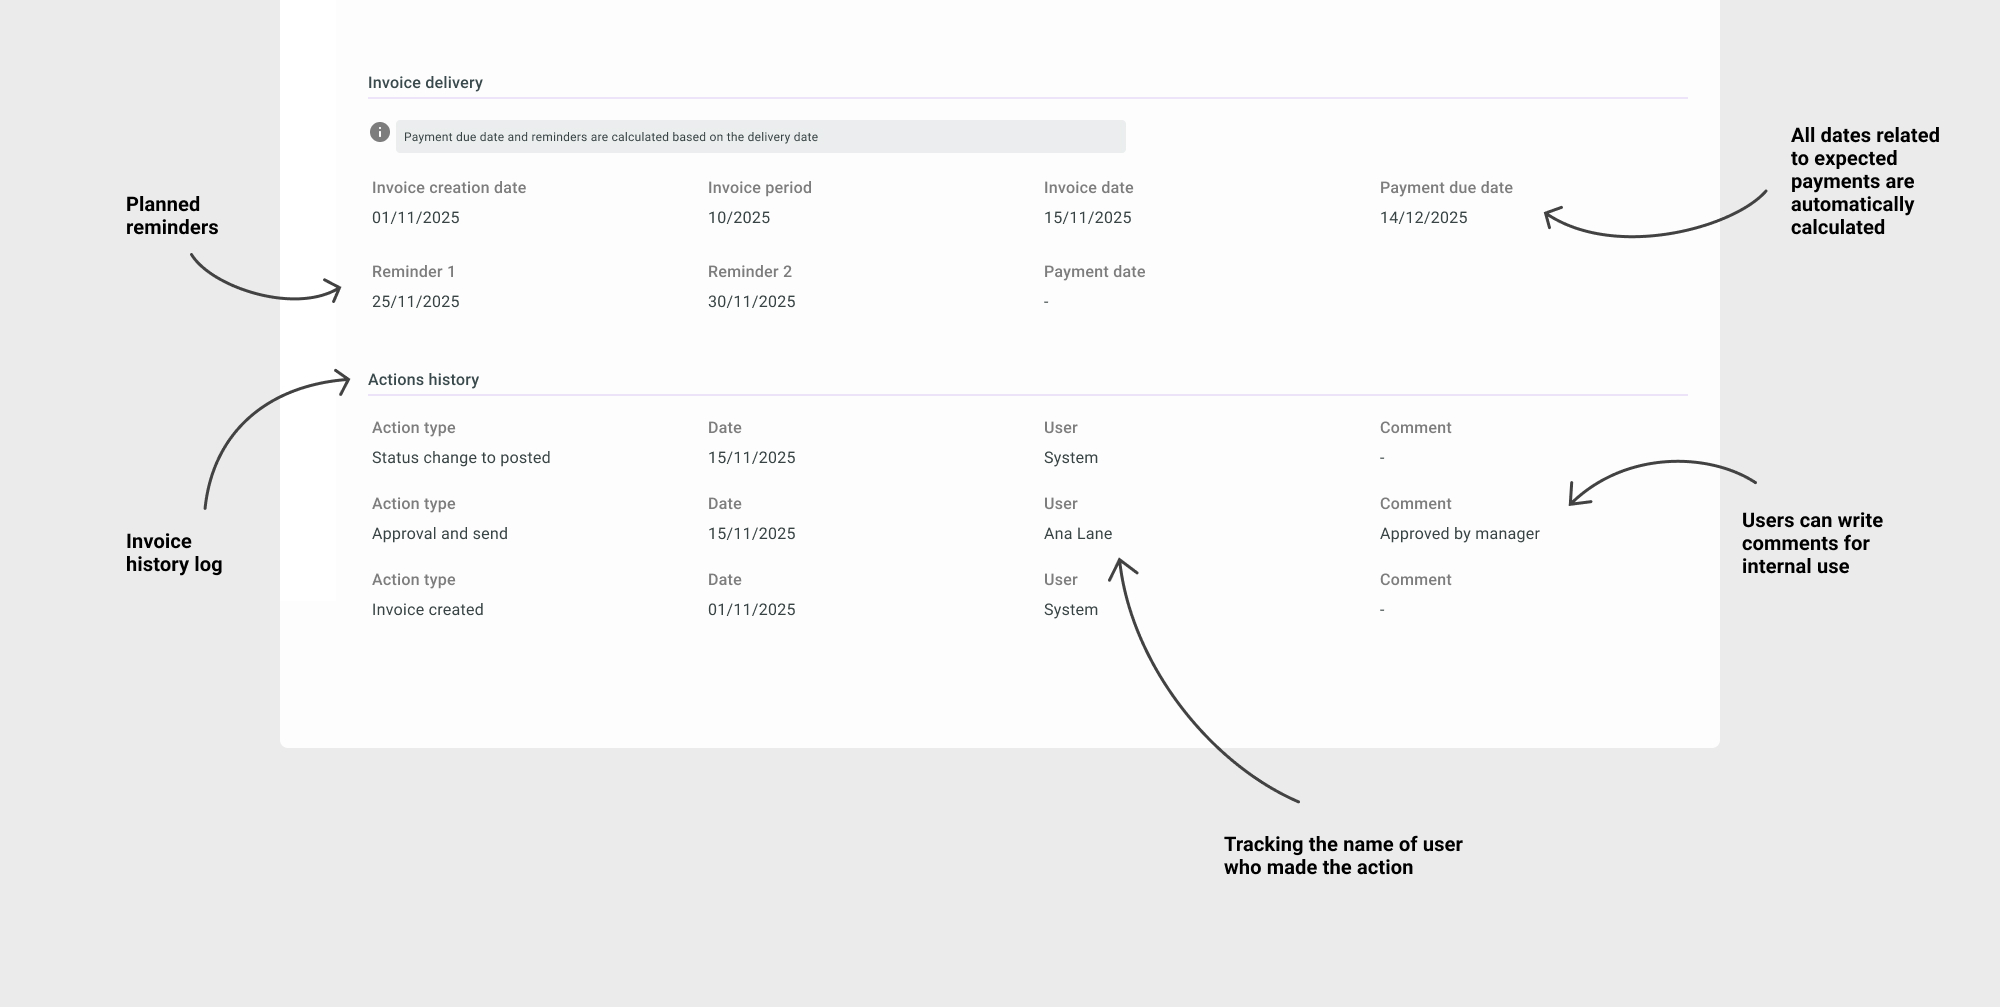 Invoice delivery
Payment due date and reminders are calculated based on the delivery date
Invoice creation date Invoice period Invoice date Payment due date
01/11/2025 10/2025 15/11/2025 14/12/2025
Reminder 1 Reminder 2 Payment date
25/11/2025 30/11/2025 -
Actions history
Action type Date User Comment
Status change to posted 15/11/2025 System -
Action type Date User Comment
Approval and send 15/11/2025 Ana Lane Approved by manager
Action type Date User Comment
Invoice created 01/11/2025 System -
Planned
reminders
Invoice
history log
All dates related
to expected
payments are
automatically
calculated
Users can write
comments for
internal use
Tracking the name of user
who made the action